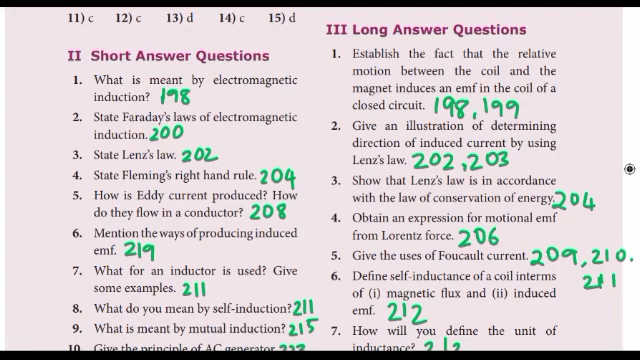 11) c 12) c 13) d 14) c 15) d
II Short Answer Questions
1. What is meant by electromagnetic
induction? 198
2. State Faraday's laws of electromagnetic
induction. 200
3. State Lenz's law. 202
4. State Fleming's right hand rule. 204
5. How is Eddy current produced? How
do they flow in a conductor? 208
6. Mention the ways of producing induced
emf. 219
7. What for an inductor is used? Give
some examples. 211
8. What do you mean by self-induction? 211
9. What is meant by mutual induction? 215
10. Give the principle of AC generator.
III Long Answer Questions
1. Establish the fact that the relative
motion between the coil and the
magnet induces an emf in the coil of a
closed circuit. 198, 199
2. Give an illustration of determining
direction of induced current by using
Lenz's law. 202, 203
3. Show that Lenz's law is in accordance
with the law of conservation of energy. 204
4. Obtain an expression for motional emf
from Lorentz force. 206
5. Give the uses of Foucault current. 209, 210.
211
6. Define self-inductance of a coil interms
of (i) magnetic flux and (ii) induced
emf. 212
7. How will you define the unit of
inductance? 212